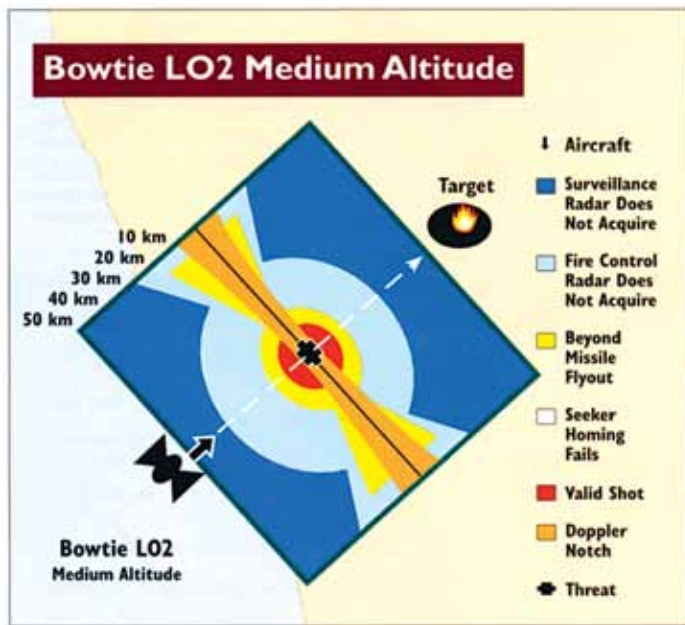 Bowtie LO2 Medium Altitude
Target
10 km
20 km
30 km
40 km
50 km
Bowtie LO2
Medium Altitude
Aircraft
Surveillance
Radar Does
Not Acquire
Fire Control
Radar Does
Not Acquire
Beyond
Missile
Flyout
Seeker
Homing
Fails
Valid Shot
Doppler
Notch
Threat